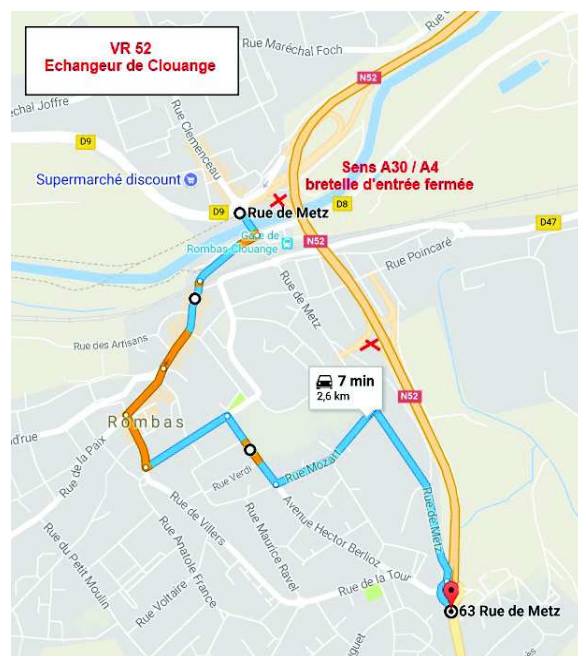 VR 52
Echangeur de Clouange
Rue Maréchal Foch
N52
échal Joffre
Rue Clemenceau
D9
Sens A30 / A4
bretelle d'entrée fermée
Supermarché discount
D9
Rue de Metz
D8
D47
Gare de
Rombas Clouange
N52
Rue Poincaré
Rue de Metz
Rue des Artisans
7 min
2,6 km
N52
Rombas
nd'rue
Rue de la Paix
Rue Verdi
Rue Mozart
Rue de Metz
Avenue Hector Berlioz
Rue de Villers
Rue Maurice Ravel
Rue Anatole France
Rue du Petit Moulin
Rue Voltaire
Rue de la Tour
63 Rue de Metz
guet